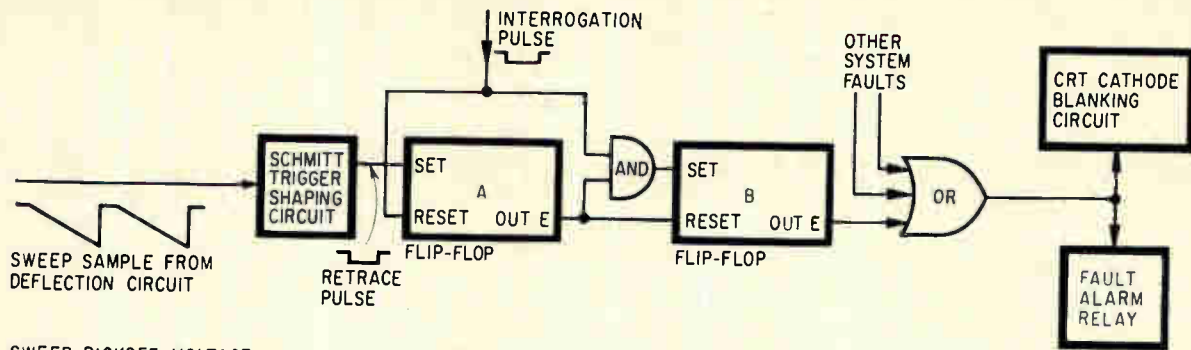 INTERROGATION
PULSE
OTHER
SYSTEM
FAULTS
CRT CATHODE
BLANKING
CIRCUIT
SCHMITT
TRIGGER
SHAPING
CIRCUIT
SET
A
RESET OUT E
FLIP-FLOP
AND
SET
B
RESET OUT E
FLIP-FLOP
OR
SWEEP SAMPLE FROM
DEFLECTION CIRCUIT
RETRACE
PULSE
FAULT
ALARM
RELAY